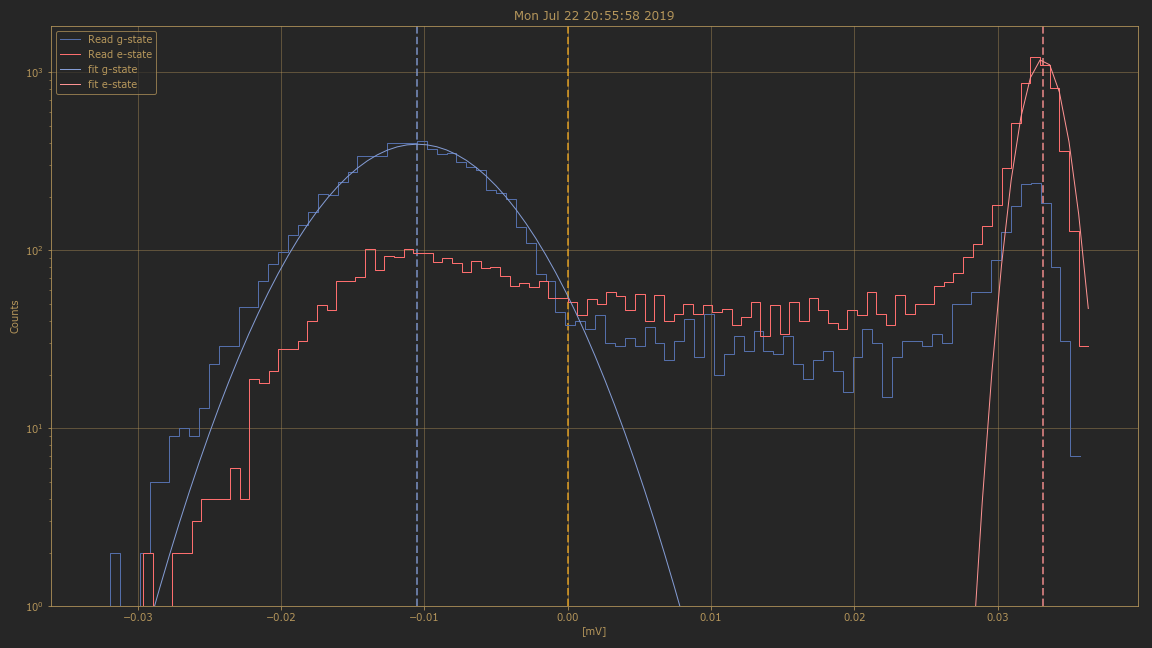 Mon Jul 22 20:55:58 2019
Read g-state
Read e-state
fit g-state
fit e-state
Counts
10³
10²
10¹
10⁰
−0.03 −0.02 −0.01 0.00 0.01 0.02 0.03
[mV]